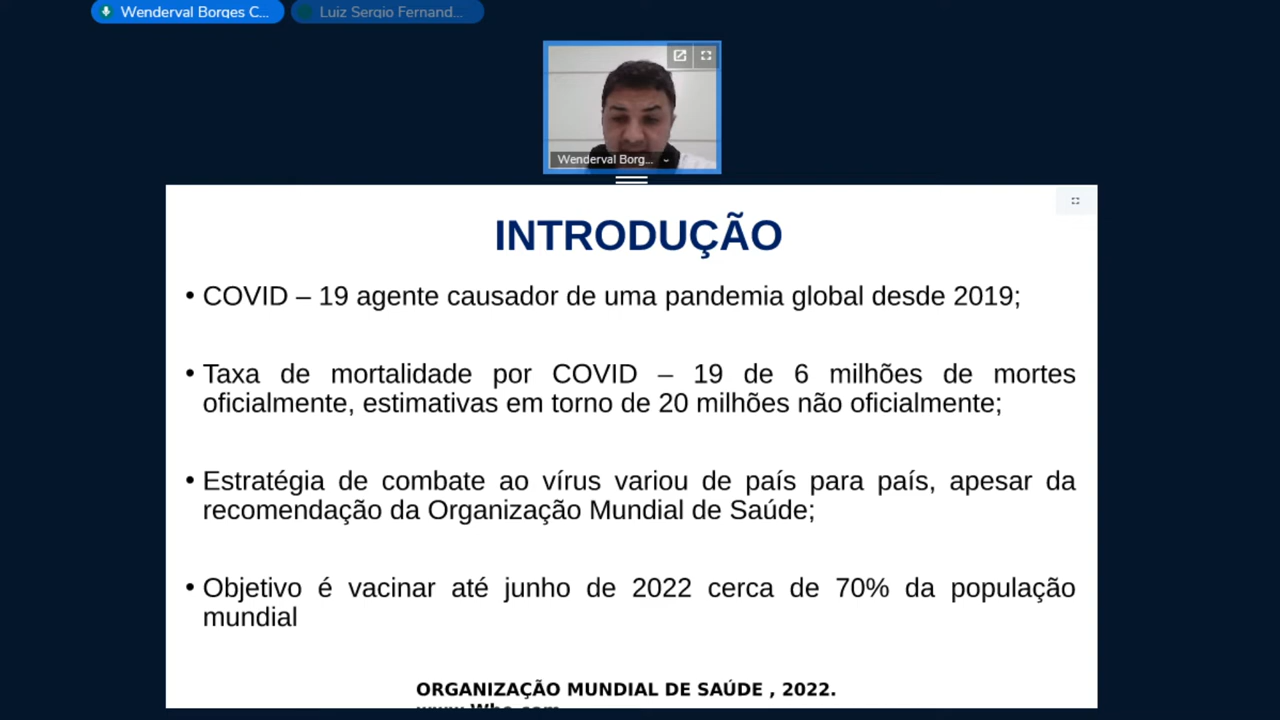 Wenderval Borges C...
Luiz Sergio Fernand...
Wenderval Borg...
INTRODUÇÃO
• COVID – 19 agente causador de uma pandemia global desde 2019;
• Taxa de mortalidade por COVID – 19 de 6 milhões de mortes
oficialmente, estimativas em torno de 20 milhões não oficialmente;
• Estratégia de combate ao vírus variou de país para país, apesar da
recomendação da Organização Mundial de Saúde;
• Objetivo é vacinar até junho de 2022 cerca de 70% da população
mundial
ORGANIZAÇÃO MUNDIAL DE SAÚDE , 2022.